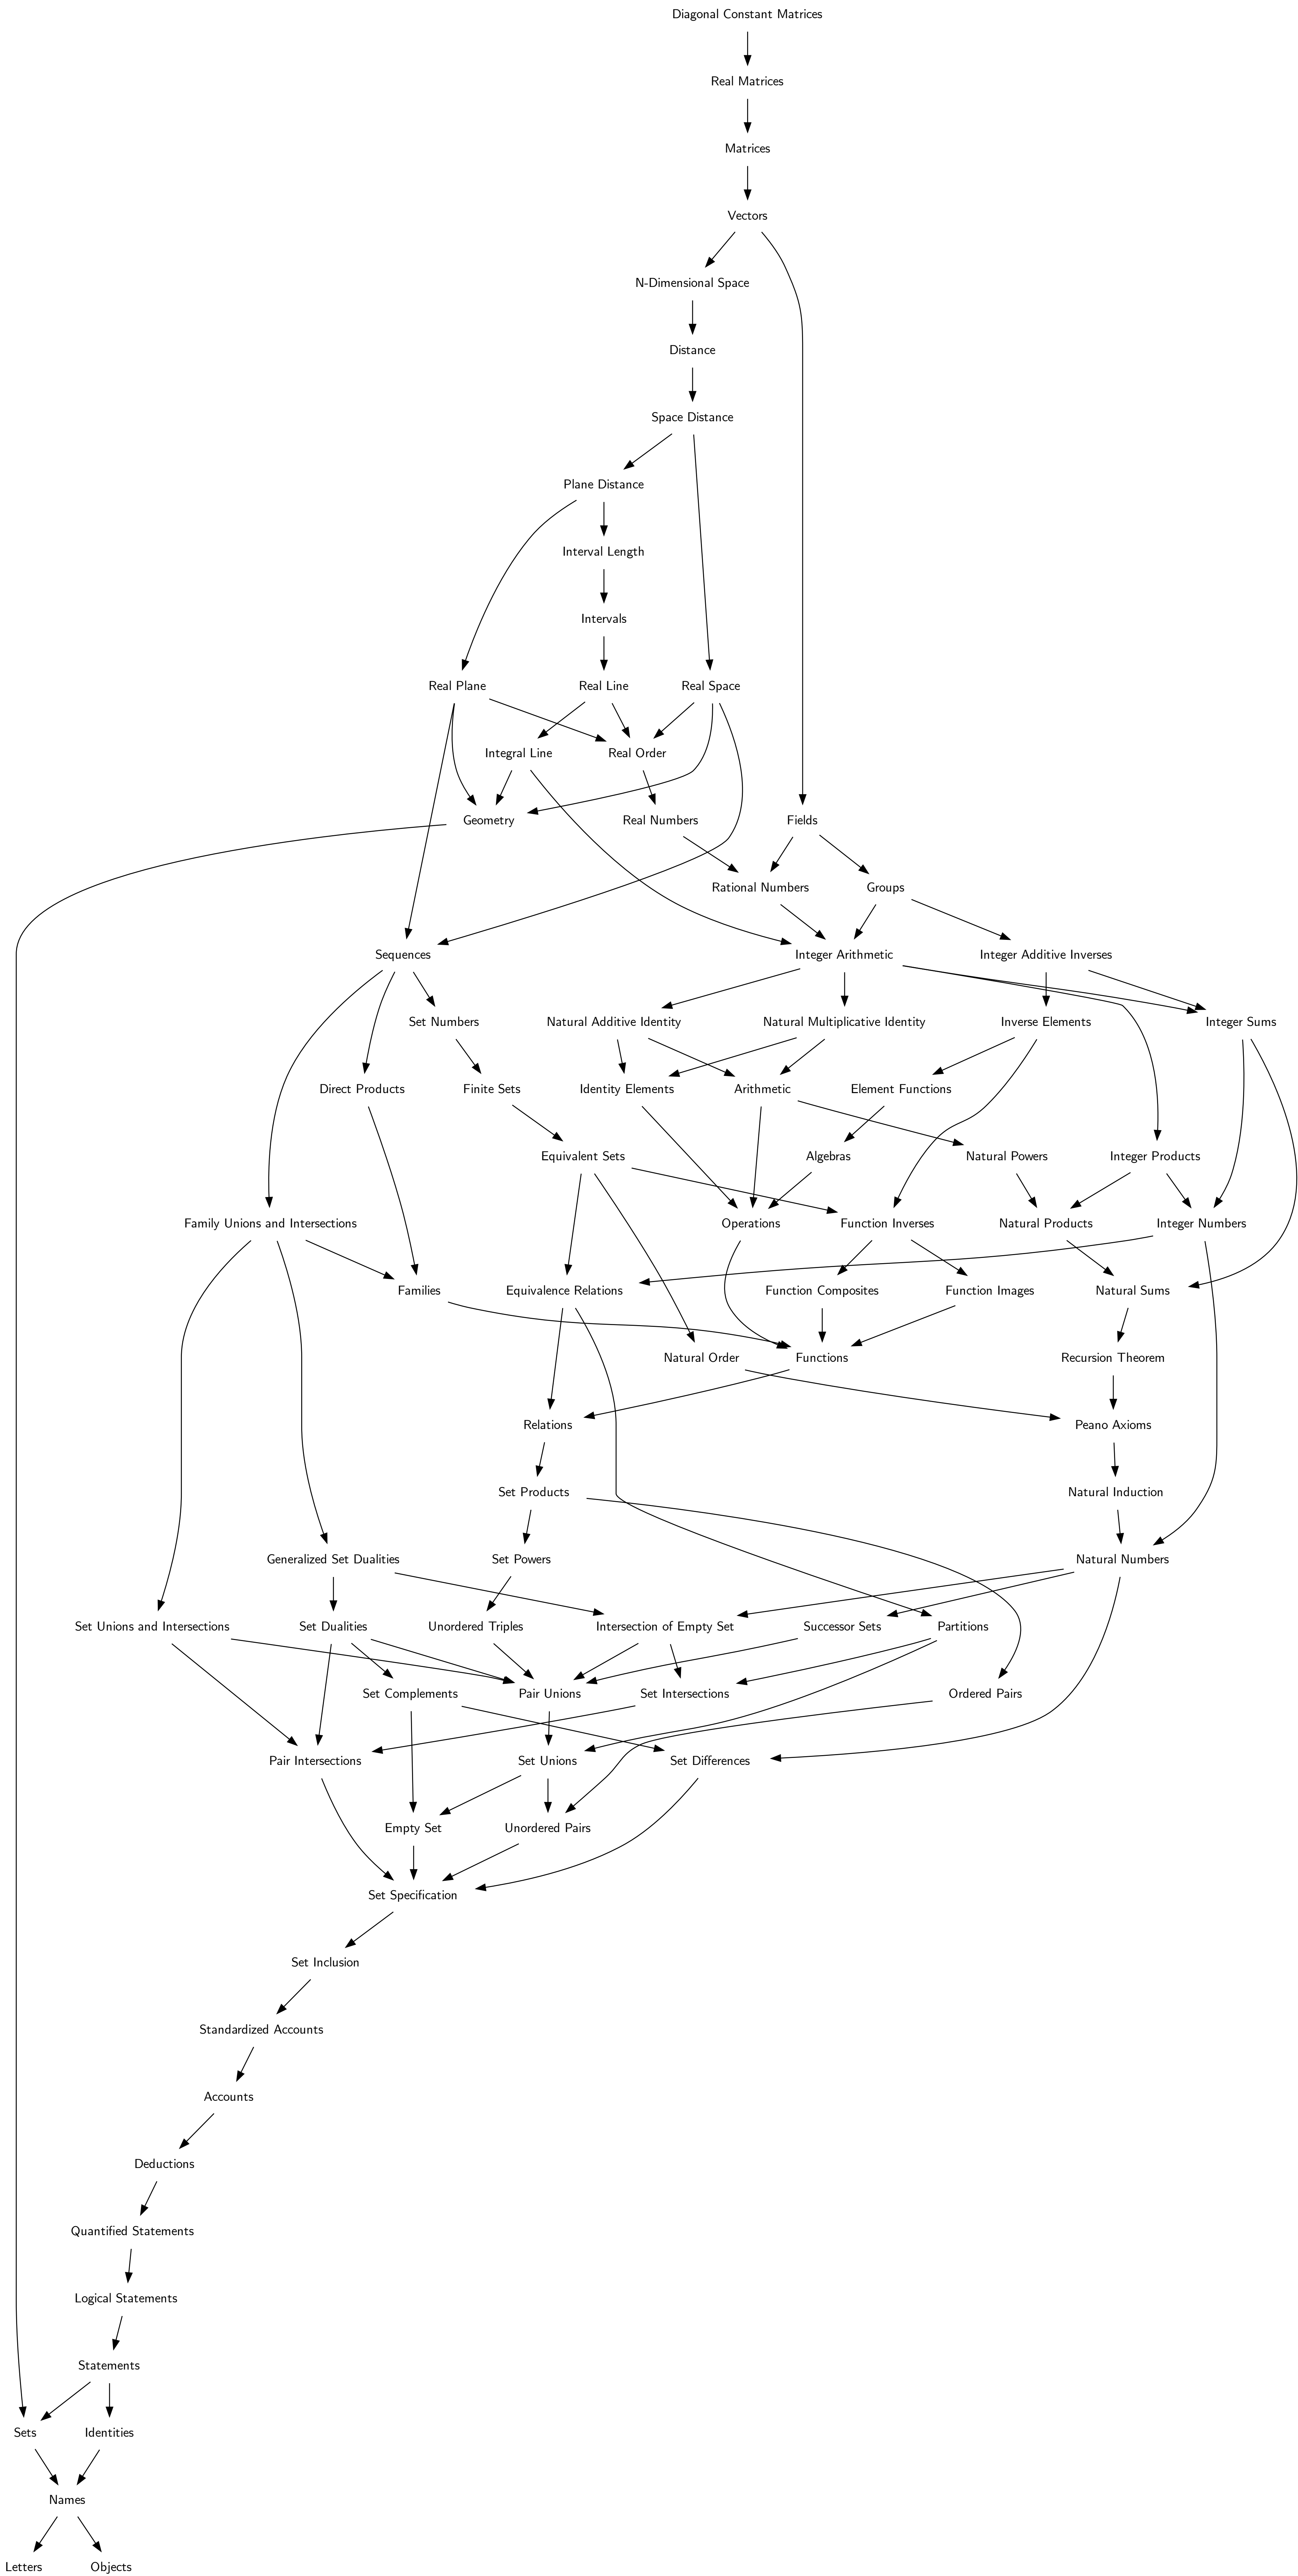 Diagonal Constant Matrices
Real Matrices
Matrices
Vectors
N-Dimensional Space
Distance
Space Distance
Plane Distance
Interval Length
Intervals
Real Plane
Real Line
Real Space
Integral Line
Real Order
Geometry
Real Numbers
Fields
Rational Numbers
Groups
Sequences
Integer Arithmetic
Integer Additive Inverses
Set Numbers
Natural Additive Identity
Natural Multiplicative Identity
Inverse Elements
Integer Sums
Direct Products
Finite Sets
Identity Elements
Arithmetic
Element Functions
Equivalent Sets
Algebras
Natural Powers
Integer Products
Family Unions and Intersections
Operations
Function Inverses
Natural Products
Integer Numbers
Families
Equivalence Relations
Function Composites
Function Images
Natural Sums
Natural Order
Functions
Recursion Theorem
Relations
Peano Axioms
Set Products
Natural Induction
Generalized Set Dualities
Set Powers
Natural Numbers
Set Unions and Intersections
Set Dualities
Unordered Triples
Intersection of Empty Set
Successor Sets
Partitions
Set Complements
Pair Unions
Set Intersections
Ordered Pairs
Pair Intersections
Set Unions
Set Differences
Empty Set
Unordered Pairs
Set Specification
Set Inclusion
Standardized Accounts
Accounts
Deductions
Quantified Statements
Logical Statements
Statements
Sets
Identities
Names
Letters
Objects